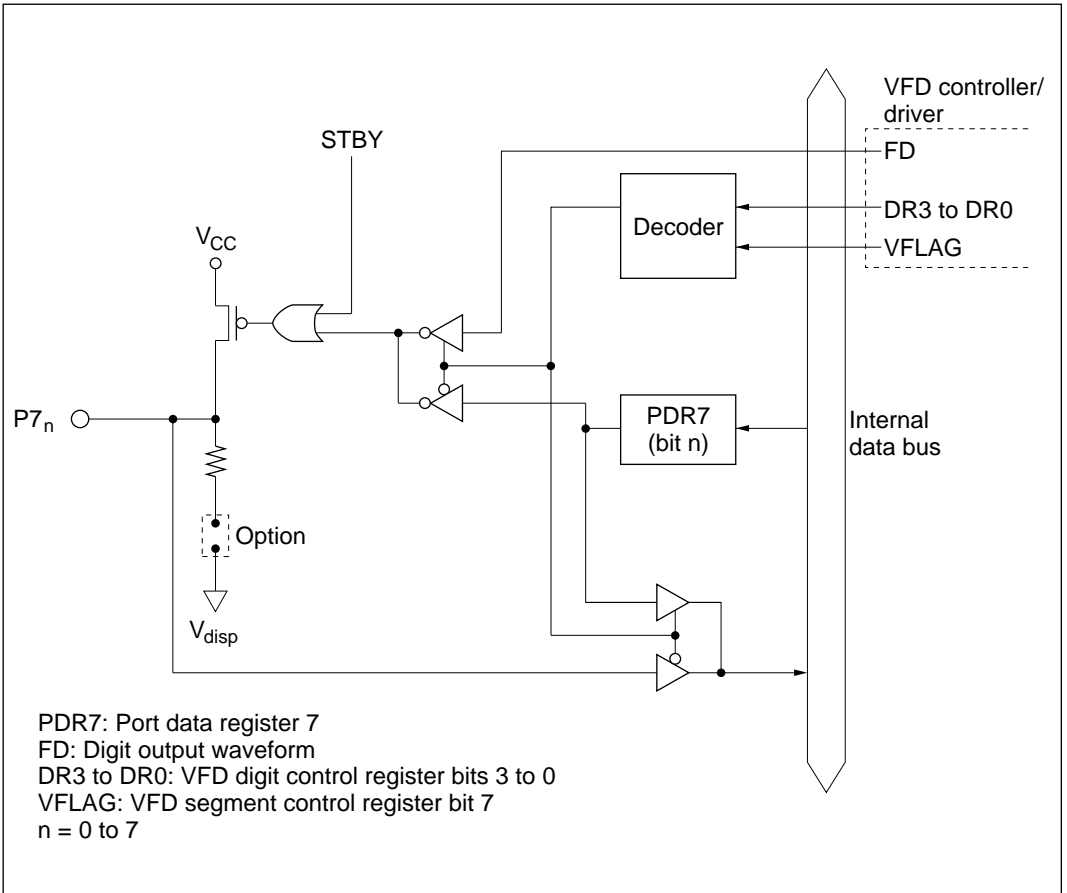 VFD controller/
driver
STBY
FD
DR3 to DR0
Decoder
VFLAG
VCC
P7n
PDR7
(bit n)
Internal
data bus
Option
Vdisp
PDR7: Port data register 7
FD: Digit output waveform
DR3 to DR0: VFD digit control register bits 3 to 0
VFLAG: VFD segment control register bit 7
n = 0 to 7